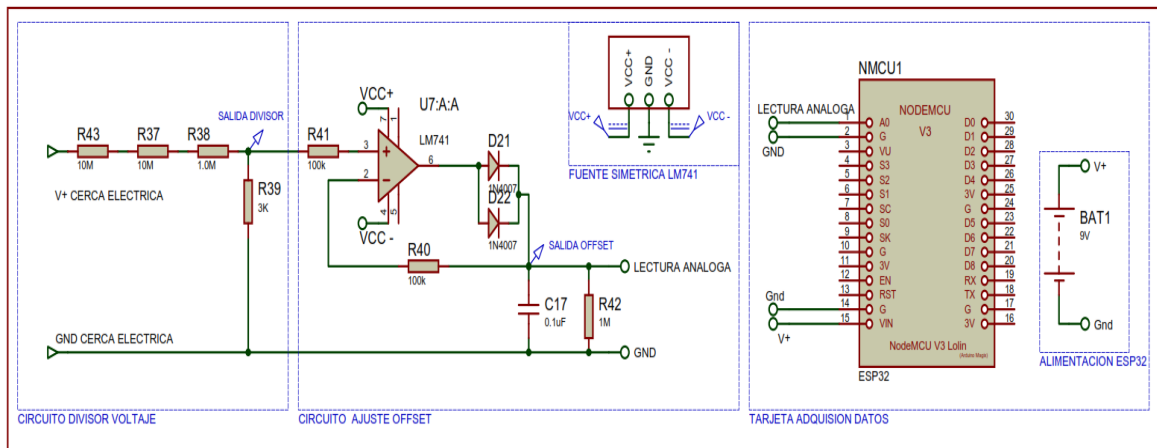 R43
10M
R37
10M
R38
1.0M
SALIDA DIVISOR
V+ CERCA ELECTRICA
R39
3K
GND CERCA ELECTRICA
CIRCUITO DIVISOR VOLTAJE
R41
100k
VCC+
U7:A:A
LM741
3
2
6
7
1
4
5
VCC -
D21
1N4007
D22
1N4007
R40
100k
SALIDA OFFSET
LECTURA ANALOGA
C17
0.1uF
R42
1M
GND
CIRCUITO AJUSTE OFFSET
VCC+
GND
VCC -
VCC+
VCC -
FUENTE SIMETRICA LM741
NMCU1
LECTURA ANALOGA
GND
Gnd
V+
NODEMCU
V3
1 A0
2 G
3 VU
4 S3
5 S2
6 S1
7 SC
8 S0
9 SK
10 G
11 3V
12 EN
13 RST
14 G
15 VIN
D0 30
D1 29
D2 28
D3 27
D4 26
3V 25
G 24
D5 23
D6 22
D7 21
D8 20
RX 19
TX 18
G 17
3V 16
NodeMCU V3 Lolin
(Arduino Magix)
ESP32
V+
BAT1
9V
Gnd
ALIMENTACION ESP32
TARJETA ADQUISION DATOS